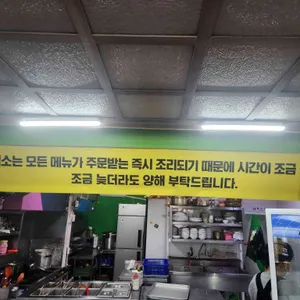 소는 모든 메뉴가 주문받는 즉시 조리되기 때문에 시간이 조금
조금 늦더라도 양해 부탁드립니다.